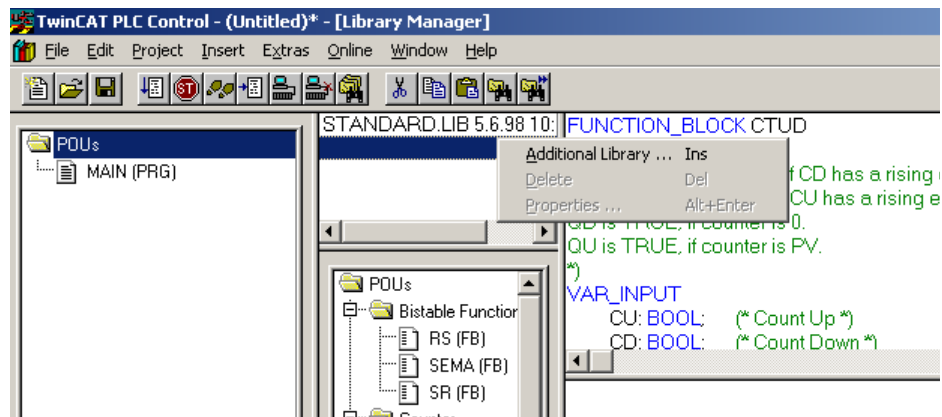 TwinCAT PLC Control - (Untitled)* - [Library Manager]
File Edit Project Insert Extras Online Window Help
POUs
MAIN (PRG)
STANDARD.LIB 5.6.98 10:
Additional Library ... Ins
Delete Del
Properties ... Alt+Enter
POUs
Bistable Function
RS (FB)
SEMA (FB)
SR (FB)
FUNCTION_BLOCK CTUD
f CD has a rising
CU has a rising e
QD is TRUE, if counter is 0.
QU is TRUE, if counter is PV.
*)
VAR_INPUT
CU: BOOL; (* Count Up *)
CD: BOOL; (* Count Down *)